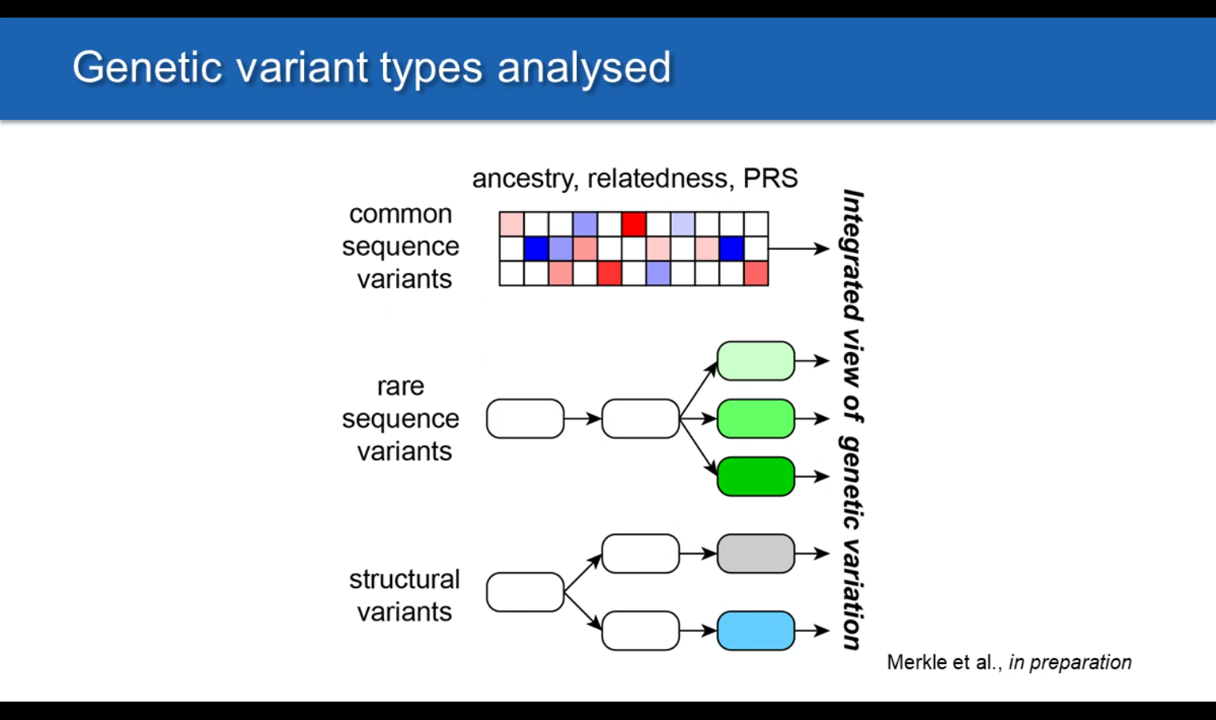 Genetic variant types analysed
ancestry, relatedness, PRS
common
sequence
variants
rare
sequence
variants
structural
variants
Integrated view of genetic variation
Merkle et al., in preparation